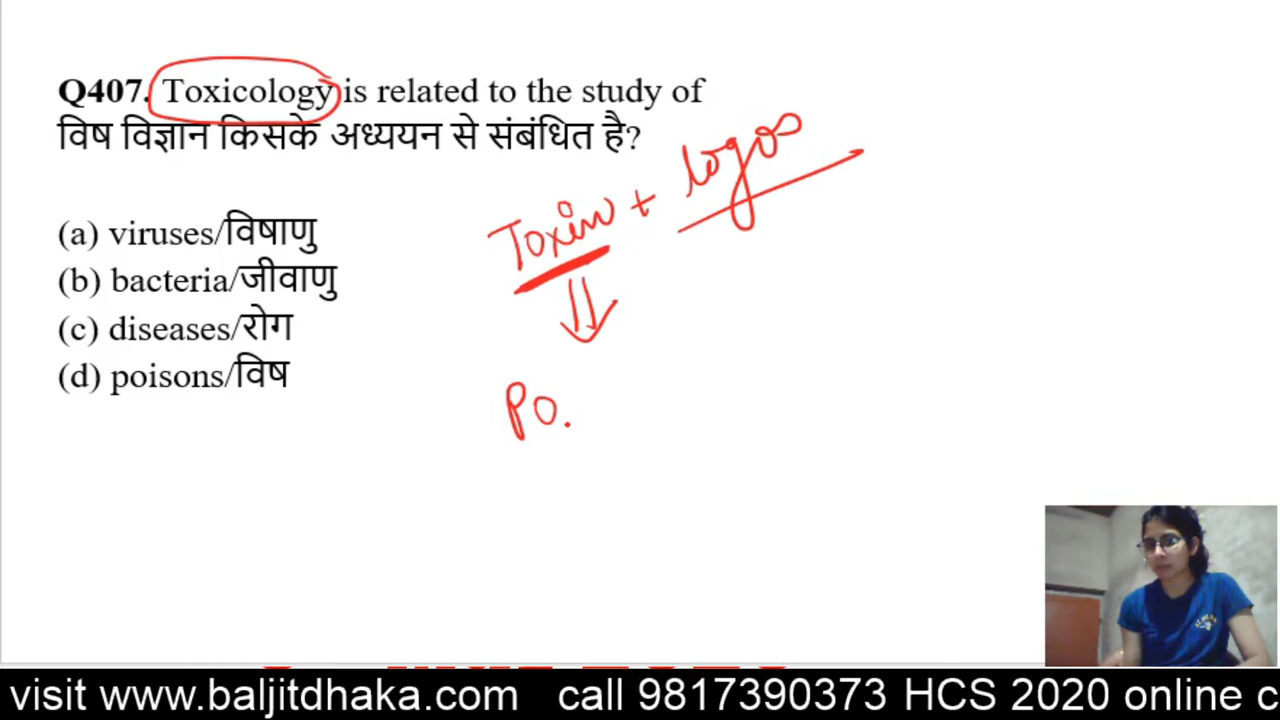 Q407. Toxicology is related to the study of
विष विज्ञान किसके अध्ययन से संबंधित है?
Toxin + logos
(a) viruses/विषाणु
(b) bacteria/जीवाणु
(c) diseases/रोग
(d) poisons/विष
Po.
visit www.baljitdhaka.com call 9817390373 HCS 2020 online c